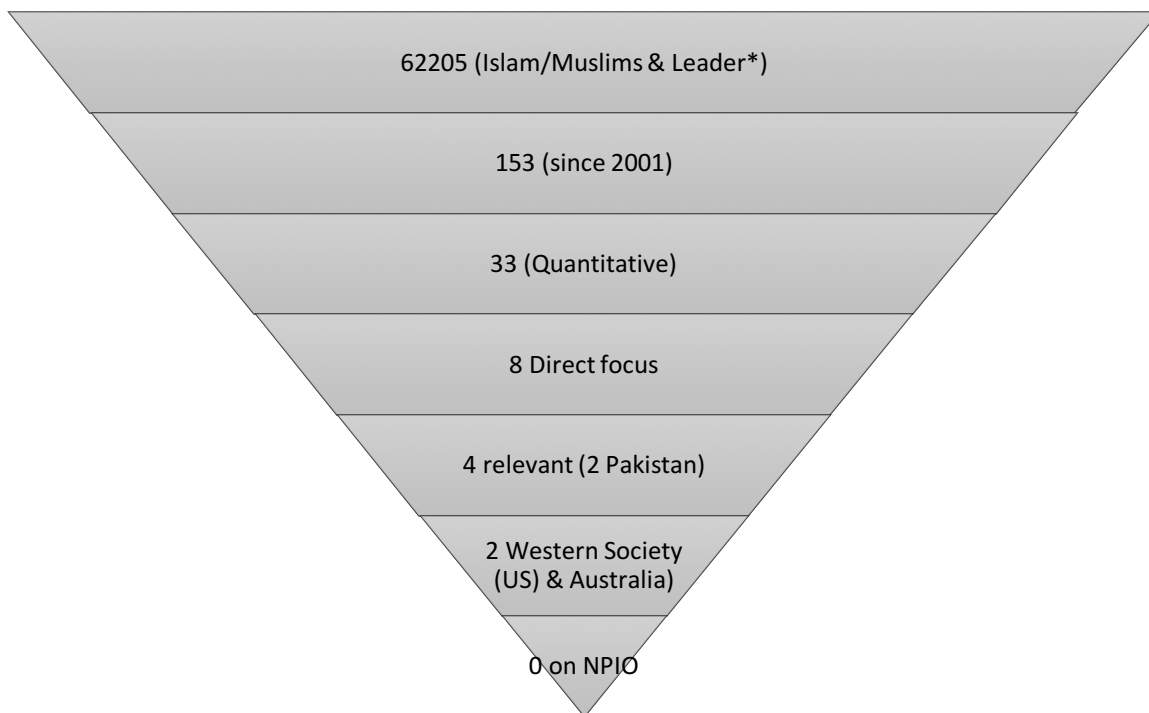 62205 (Islam/Muslims & Leader*)
153 (since 2001)
33 (Quantitative)
8 Direct focus
4 relevant (2 Pakistan)
2 Western Society
(US) & Australia)
0 on NPIO